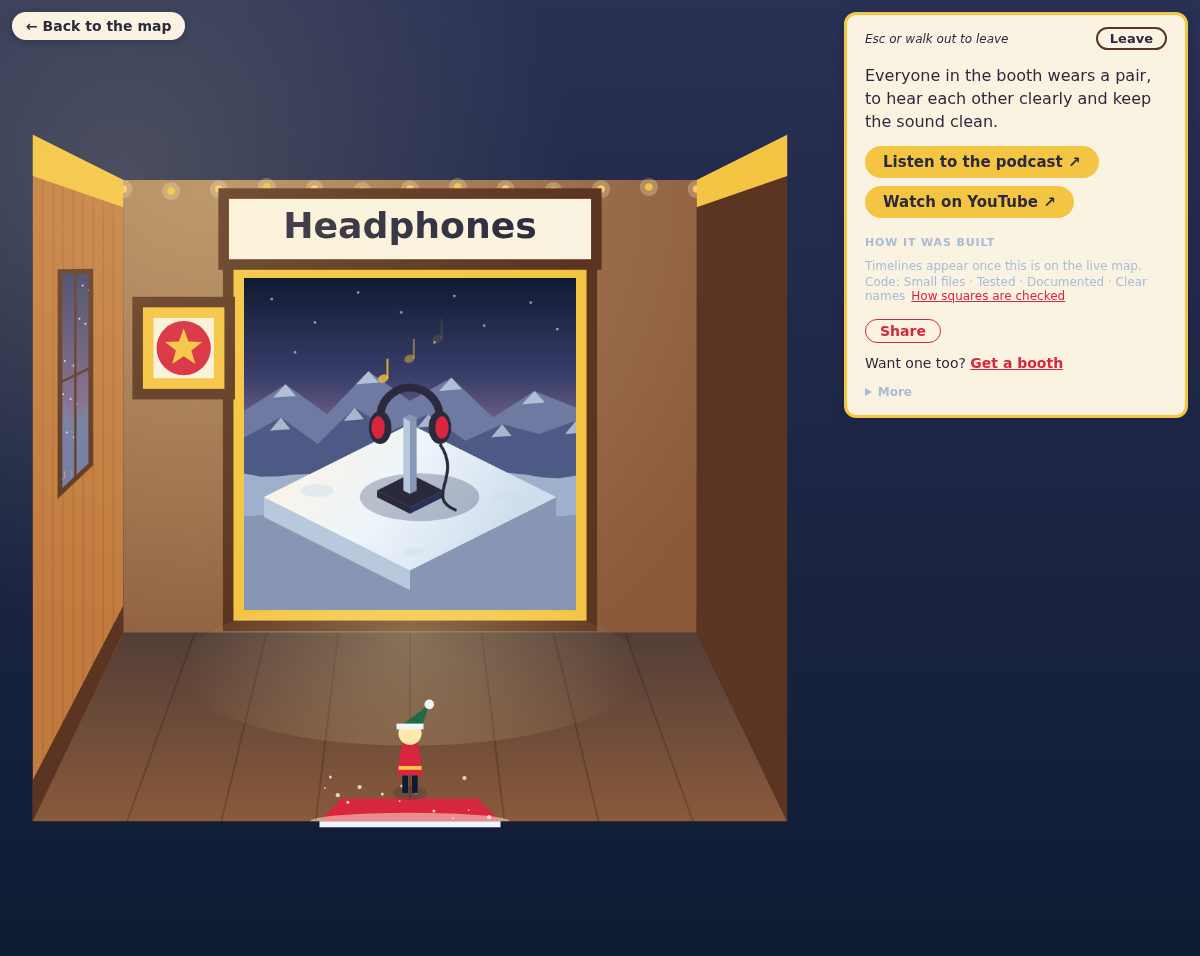 ← Back to the map
Headphones
Esc or walk out to leave
Leave
Everyone in the booth wears a pair,
to hear each other clearly and keep
the sound clean.
Listen to the podcast ↗
Watch on YouTube ↗
HOW IT WAS BUILT
Timelines appear once this is on the live map.
Code: Small files · Tested · Documented · Clear
names How squares are checked
Share
Want one too? Get a booth
More